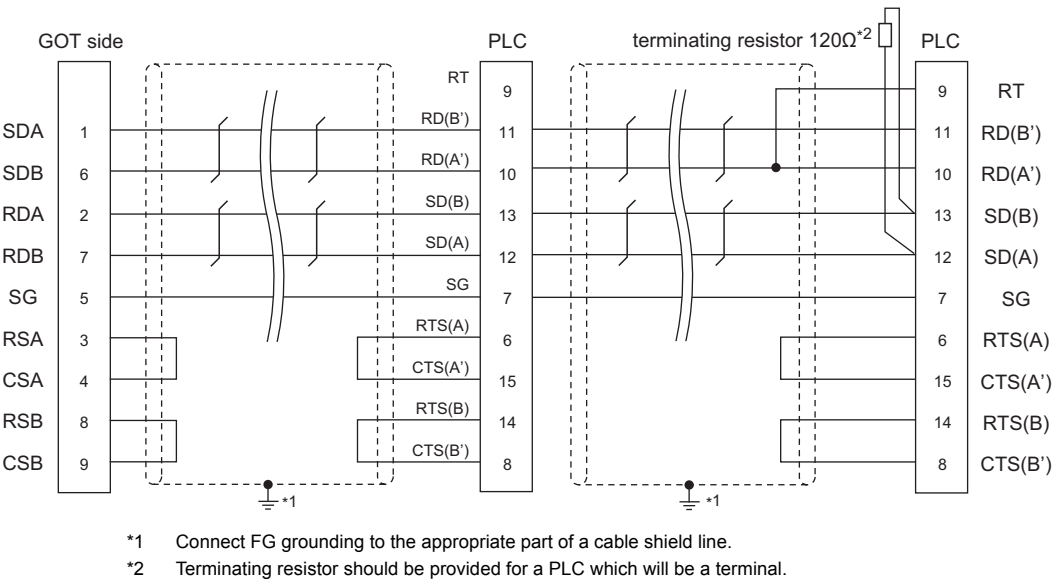 GOT side PLC terminating resistor 120Ω*2 PLC
RT 9 9 RT
SDA 1 RD(B') 11 11 RD(B')
SDB 6 RD(A') 10 10 RD(A')
RDA 2 SD(B) 13 13 SD(B)
RDB 7 SD(A) 12 12 SD(A)
SG 5 SG 7 7 SG
RSA 3 RTS(A) 6 6 RTS(A)
CSA 4 CTS(A') 15 15 CTS(A')
RSB 8 RTS(B) 14 14 RTS(B)
CSB 9 CTS(B') 8 8 CTS(B')
*1 *1
*1 Connect FG grounding to the appropriate part of a cable shield line.
*2 Terminating resistor should be provided for a PLC which will be a terminal.